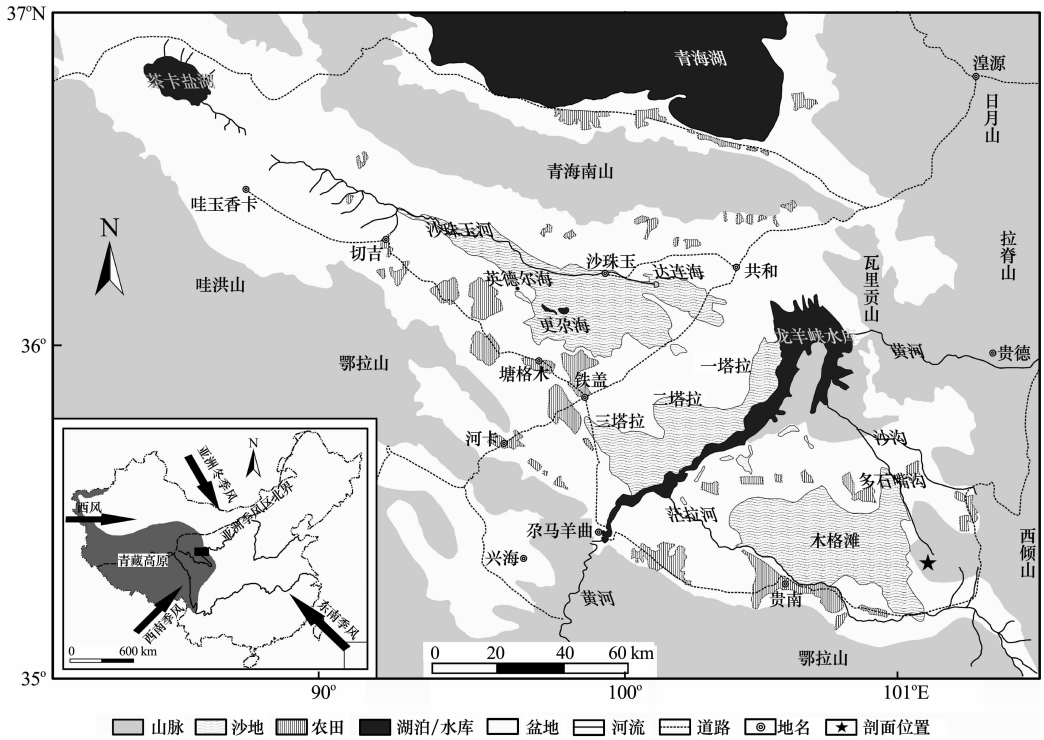 37°N
青海湖
茶卡盐湖
湟源
日月山
青海南山
哇玉香卡
N
沙珠玉河
切吉
沙珠玉
达连海
共和
瓦里贡山
拉脊山
哇洪山
英德尔海
更尕海
龙羊峡水库
36°
黄河
贵德
鄂拉山
塘格木
铁盖
一塔拉
二塔拉
三塔拉
河卡
沙沟
多石嘴沟
茫拉河
尕马羊曲
木格滩
西倾山
兴海
贵南
黄河
鄂拉山
N
亚洲冬季风
亚洲季风区北界
西风
青藏高原
西南季风
东南季风
0 600 km
0 20 40 60 km
35°
90° 100° 101°E
山脉 沙地 农田 湖泊/水库 盆地 河流 道路 地名 剖面位置